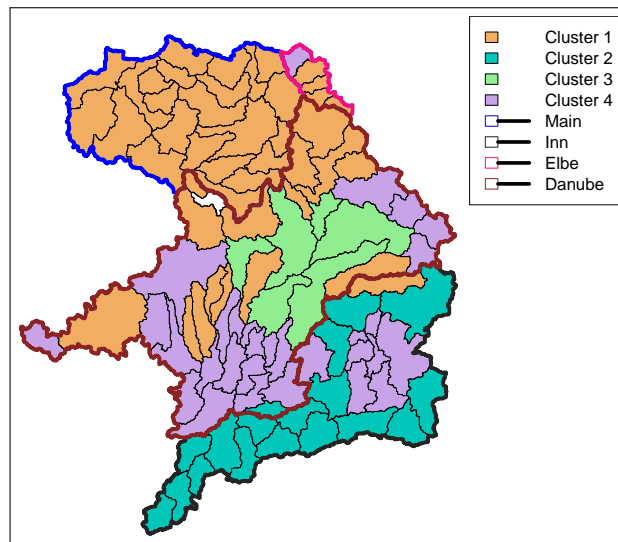 Cluster 1
Cluster 2
Cluster 3
Cluster 4
Main
Inn
Elbe
Danube